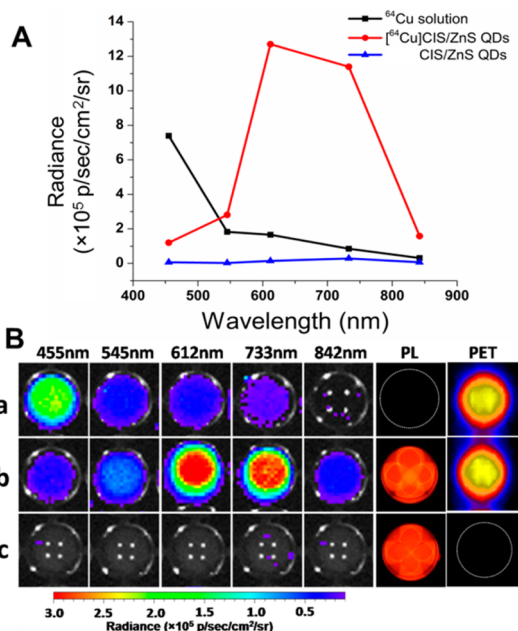 A
14
12
10
8
6
4
2
0
Radiance
(×10⁵ p/sec/cm²/sr)
⁶⁴Cu solution
[⁶⁴Cu]CIS/ZnS QDs
CIS/ZnS QDs
400 500 600 700 800 900
Wavelength (nm)
B
455nm 545nm 612nm 733nm 842nm PL PET
a
b
c
3.0 2.5 2.0 1.5 1.0 0.5
Radiance (×10⁵ p/sec/cm²/sr)